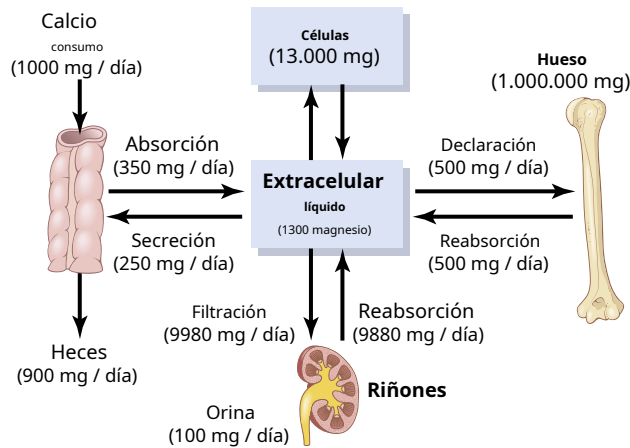 Calcio
consumo
(1000 mg / día)
Células
(13.000 mg)
Hueso
(1.000.000 mg)
Absorción
(350 mg / día)
Extracelular
líquido
(1300 magnesio)
Declaración
(500 mg / día)
Secreción
(250 mg / día)
Reabsorción
(500 mg / día)
Filtración
(9980 mg / día)
Reabsorción
(9880 mg / día)
Heces
(900 mg / día)
Riñones
Orina
(100 mg / día)